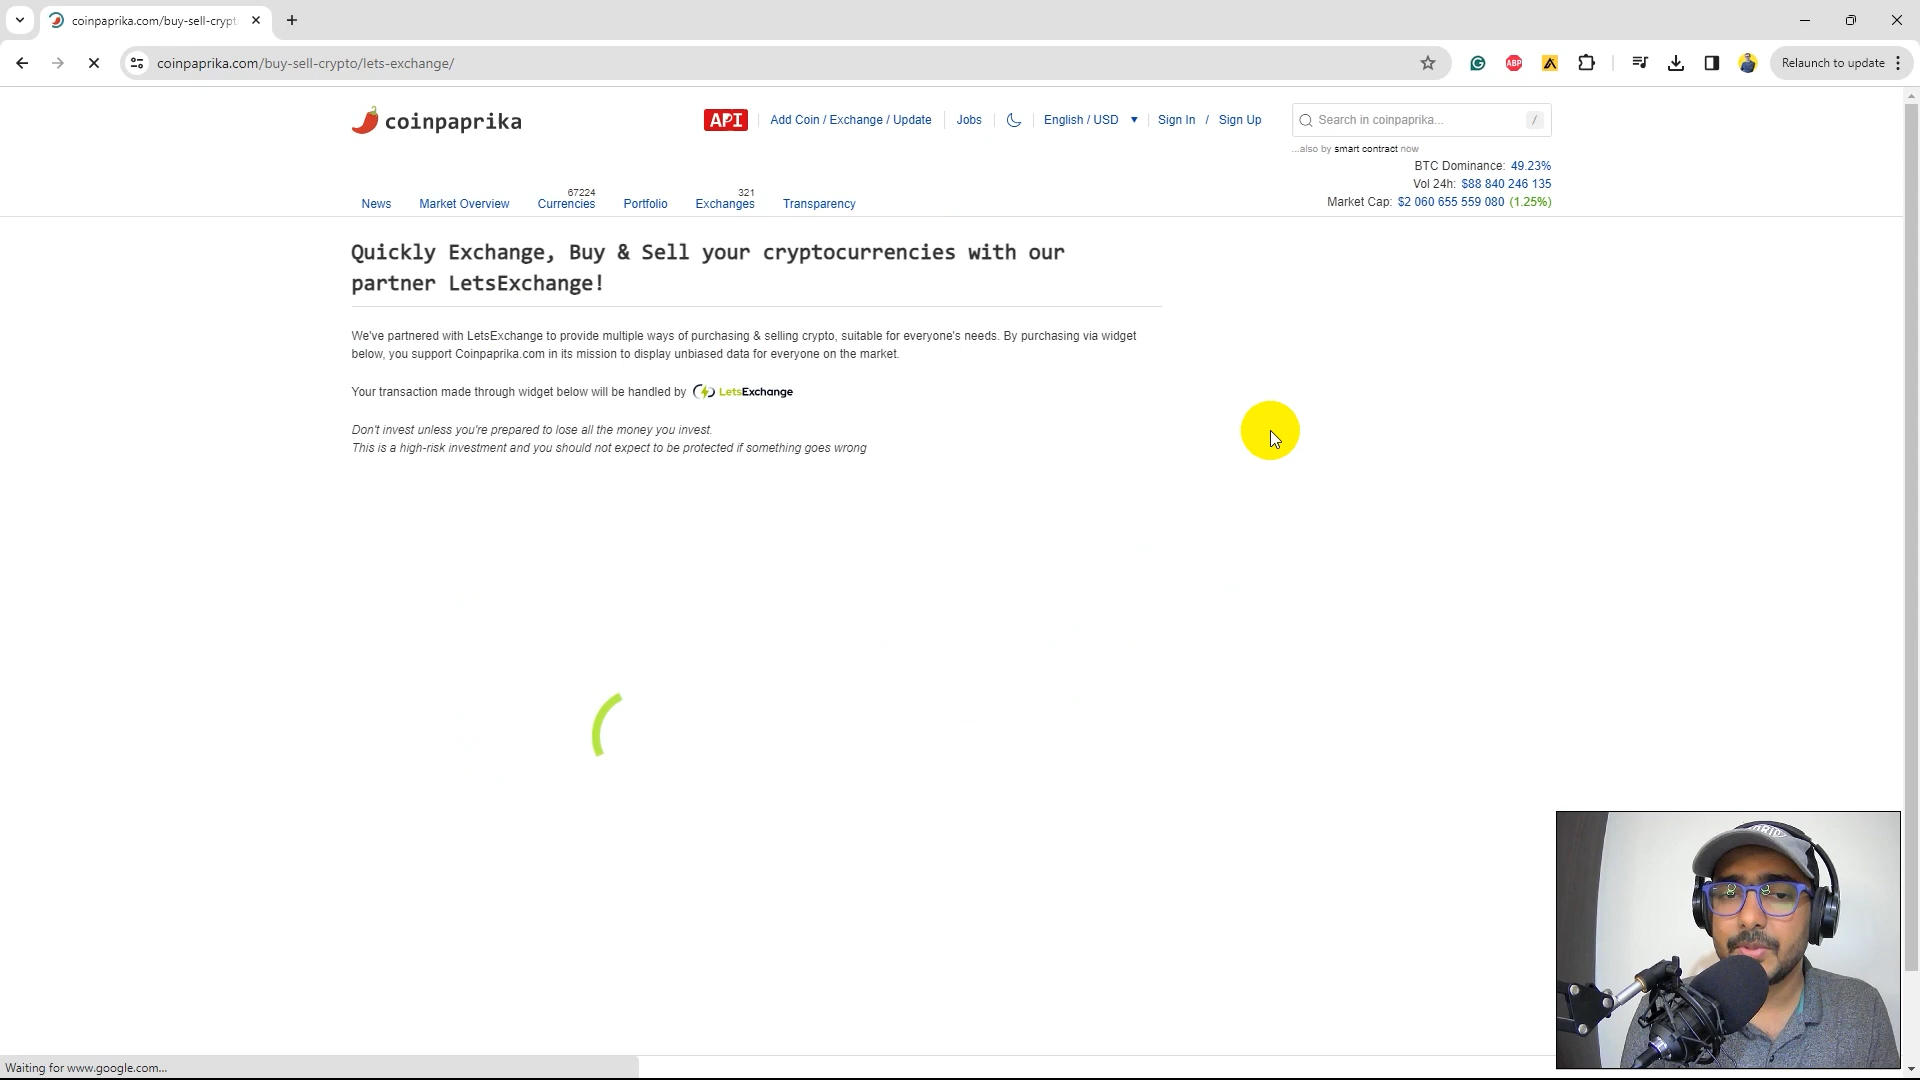 coinpaprika.com/buy-sell-crypt
coinpaprika.com/buy-sell-crypto/lets-exchange/
ABP
Relaunch to update
coinpaprika
API
Add Coin / Exchange / Update
Jobs
English / USD ▼
Sign In / Sign Up
Search in coinpaprika...
/
...also by smart contract now
BTC Dominance: 49.23%
Vol 24h: $88 840 246 135
Market Cap: $2 060 655 559 080 (1.25%)
67224
321
News
Market Overview
Currencies
Portfolio
Exchanges
Transparency
Quickly Exchange, Buy & Sell your cryptocurrencies with our
partner LetsExchange!
We've partnered with LetsExchange to provide multiple ways of purchasing & selling crypto, suitable for everyone's needs. By purchasing via widget
below, you support Coinpaprika.com in its mission to display unbiased data for everyone on the market.
Your transaction made through widget below will be handled by LetsExchange
Don't invest unless you're prepared to lose all the money you invest.
This is a high-risk investment and you should not expect to be protected if something goes wrong
Waiting for www.google.com...